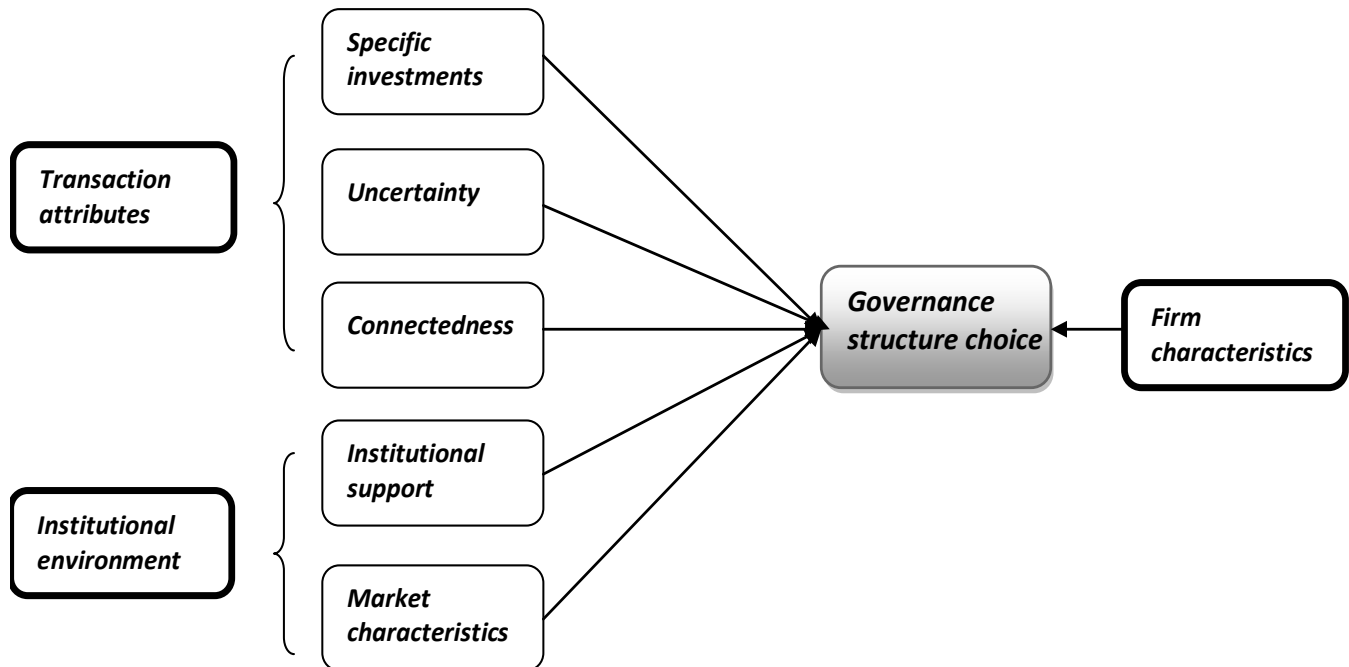 Specific
investments
Transaction
attributes
Uncertainty
Connectedness
Governance
structure choice
Firm
characteristics
Institutional
support
Institutional
environment
Market
characteristics